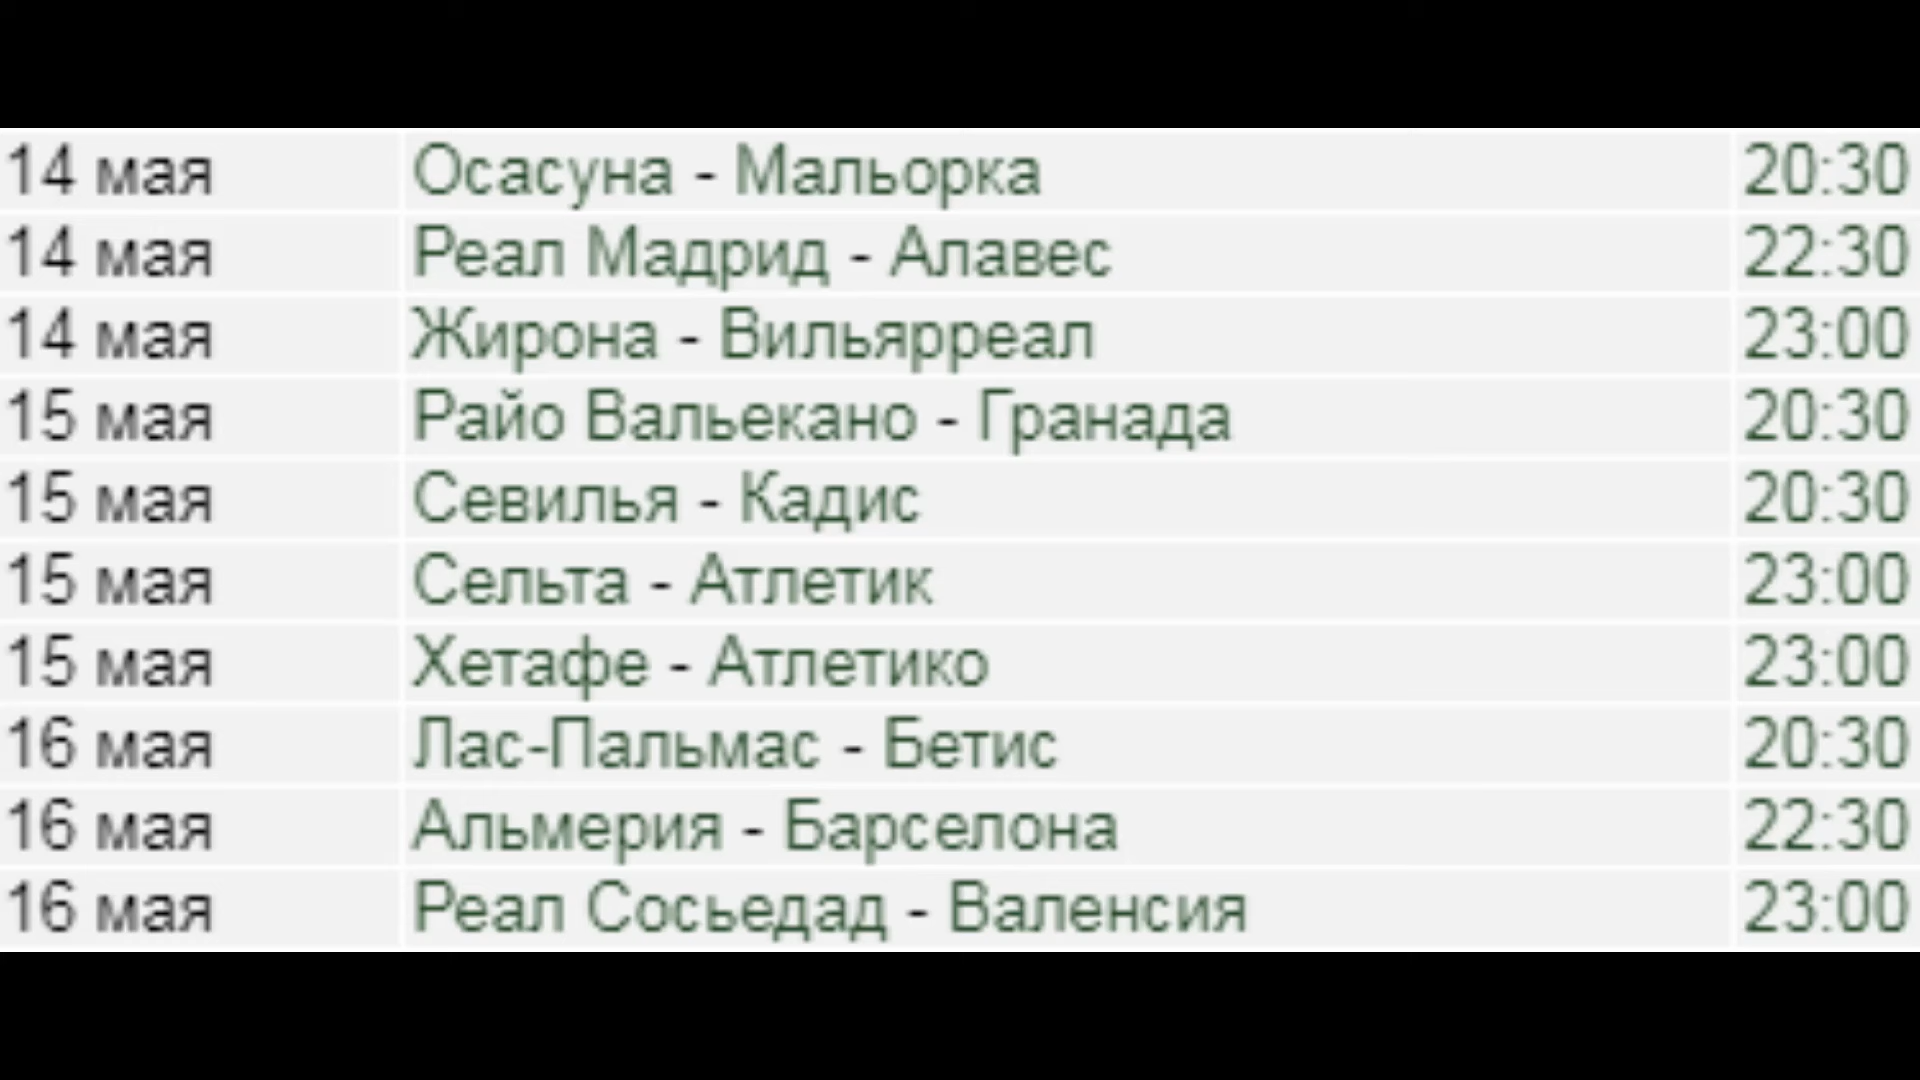 14 мая Осасуна - Мальорка 20:30
14 мая Реал Мадрид - Алавес 22:30
14 мая Жирона - Вильярреал 23:00
15 мая Райо Вальекано - Гранада 20:30
15 мая Севилья - Кадис 20:30
15 мая Сельта - Атлетик 23:00
15 мая Хетафе - Атлетико 23:00
16 мая Лас-Пальмас - Бетис 20:30
16 мая Альмерия - Барселона 22:30
16 мая Реал Сосьедад - Валенсия 23:00